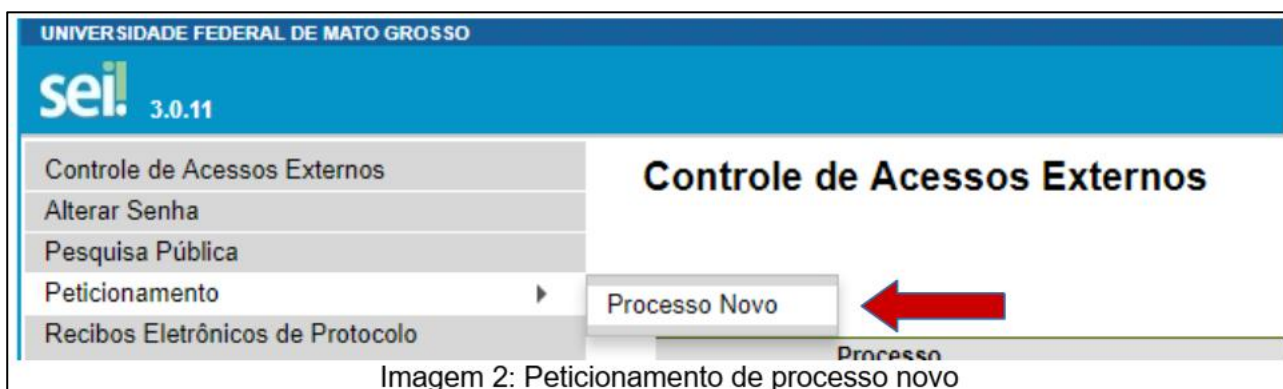 UNIVERSIDADE FEDERAL DE MATO GROSSO
sei! 3.0.11
Controle de Acessos Externos
Alterar Senha
Pesquisa Pública
Peticionamento
Recibos Eletrônicos de Protocolo
Processo Novo
Controle de Acessos Externos
Processo
Imagem 2: Peticionamento de processo novo